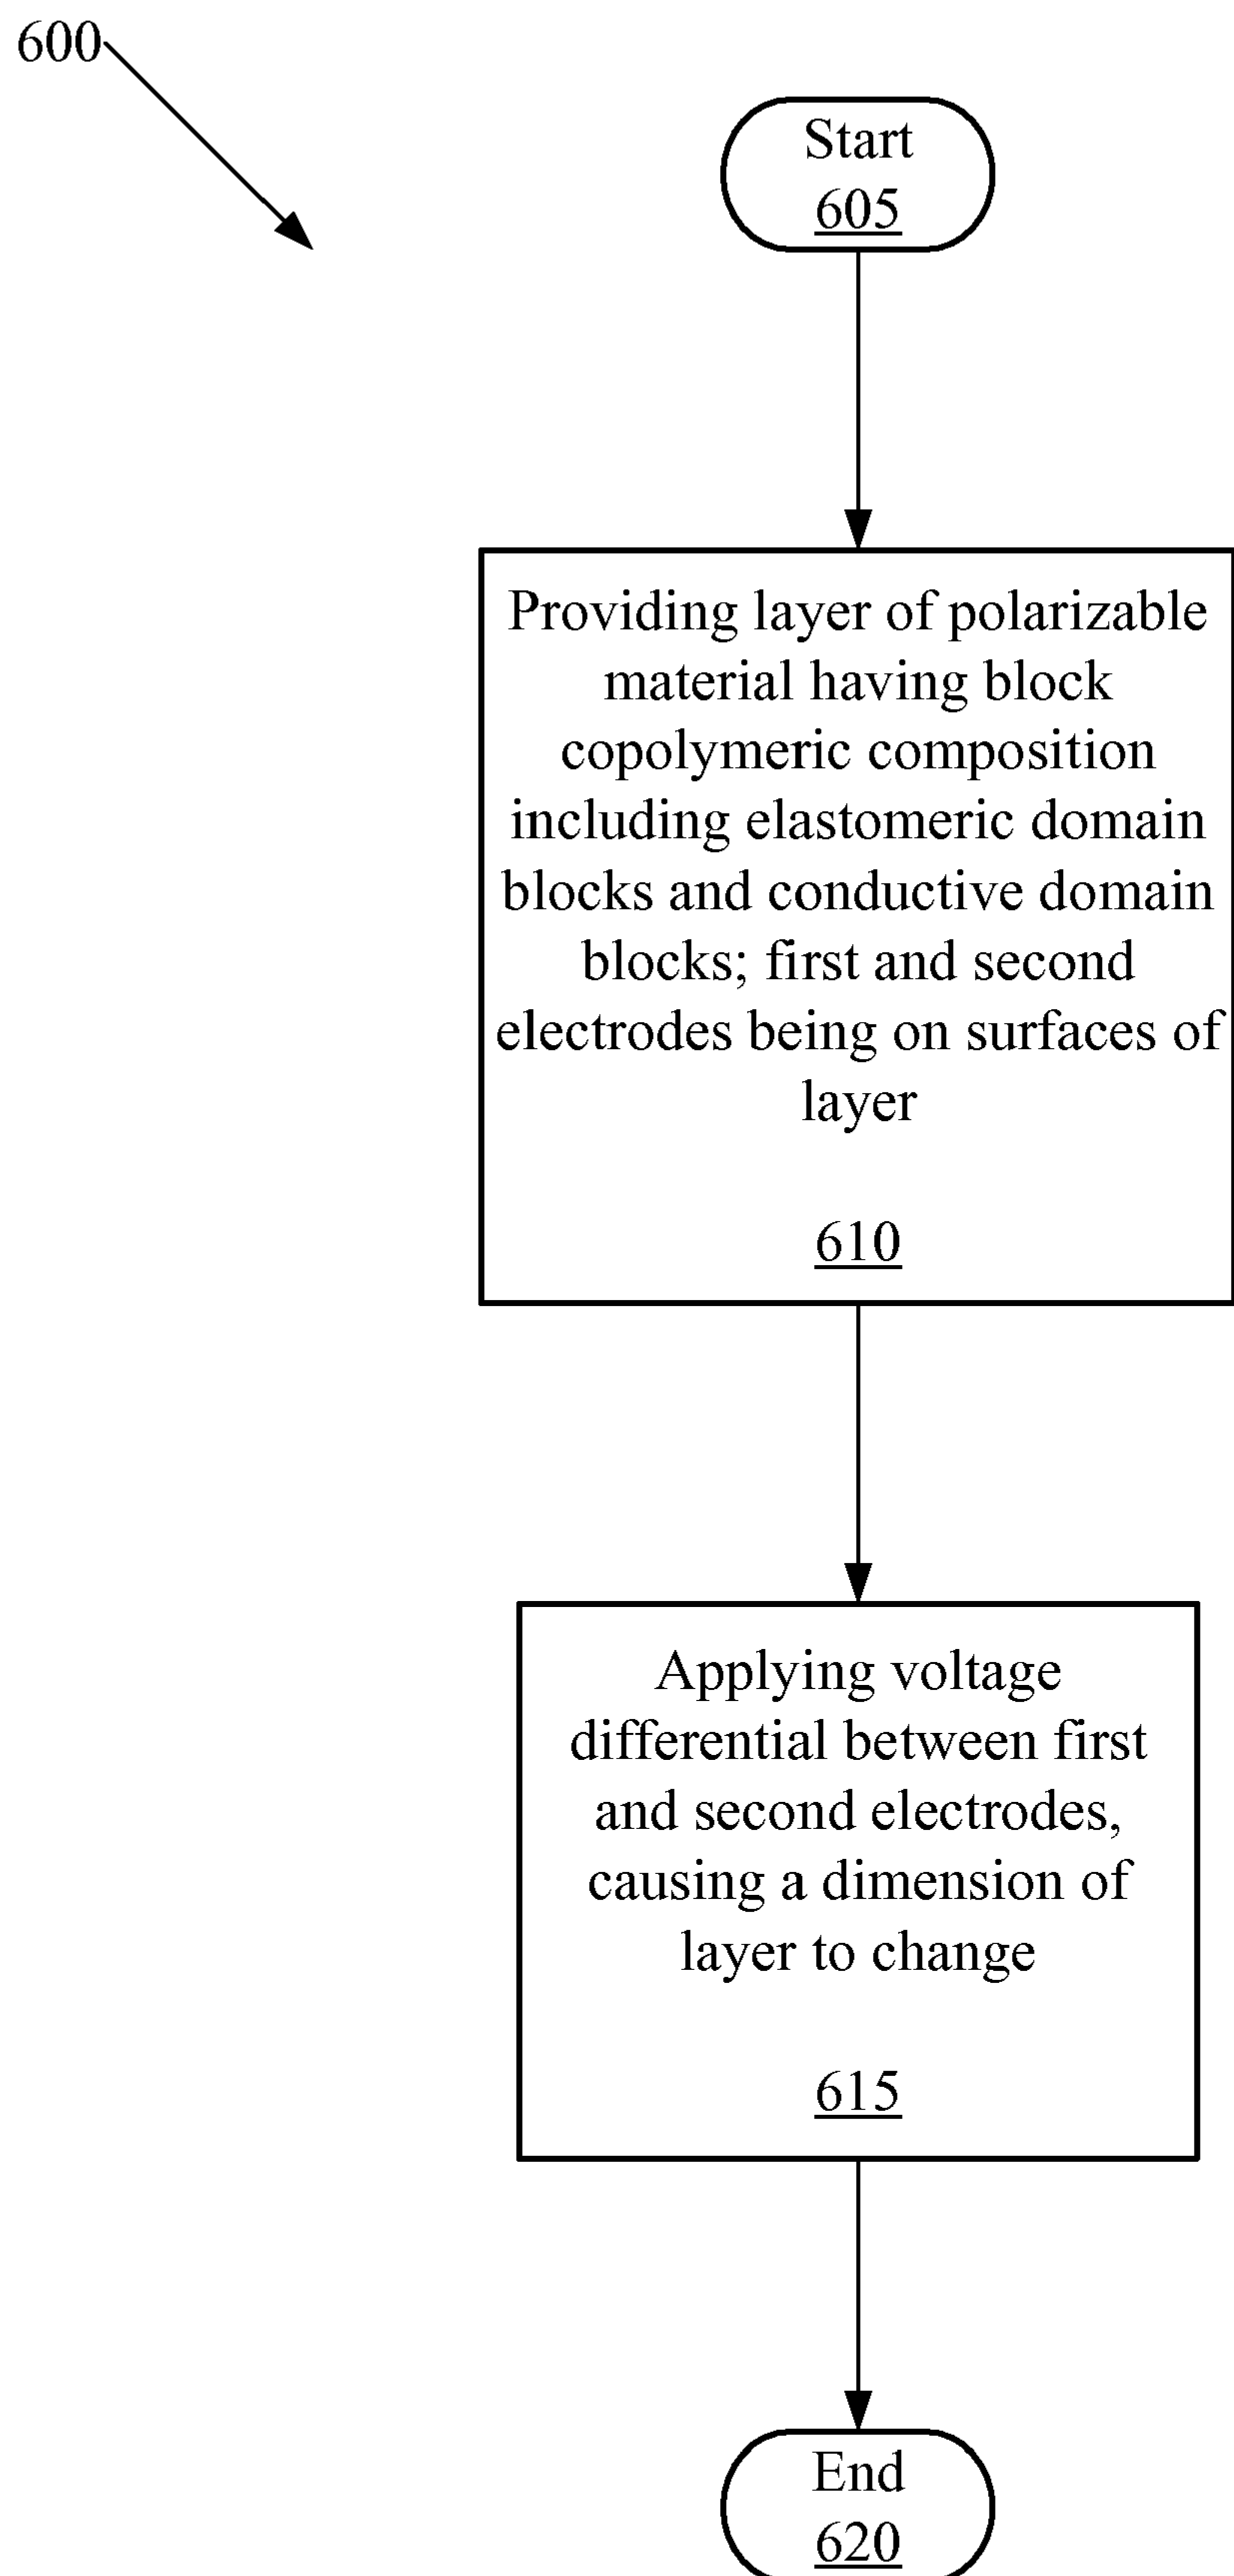 600
Start
605
Providing layer of polarizable
material having block
copolymeric composition
including elastomeric domain
blocks and conductive domain
blocks; first and second
electrodes being on surfaces of
layer
610
Applying voltage
differential between first
and second electrodes,
causing a dimension of
layer to change
615
End
620